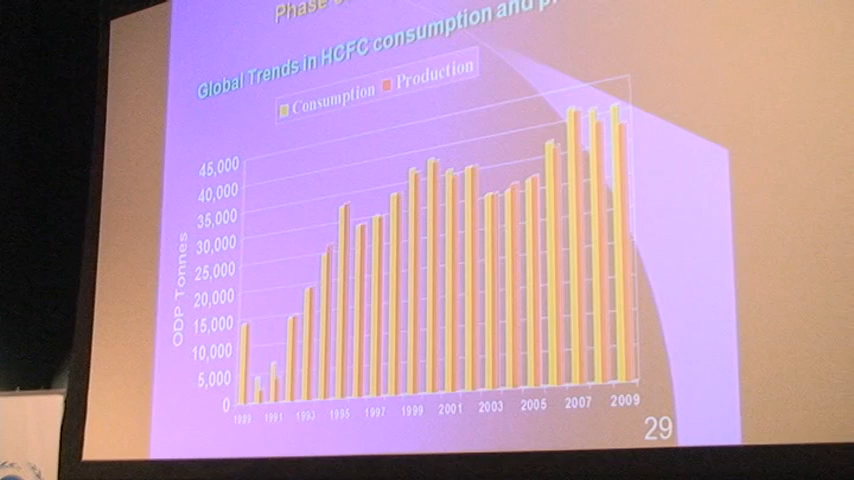 Phase
Global Trends in HCFC consumption and
Consumption Production
45,000
40,000
35,000
30,000
25,000
20,000
15,000
10,000
5,000
0
ODP Tonnes
1989 1991 1993 1995 1997 1999 2001 2003 2005 2007 2009
29